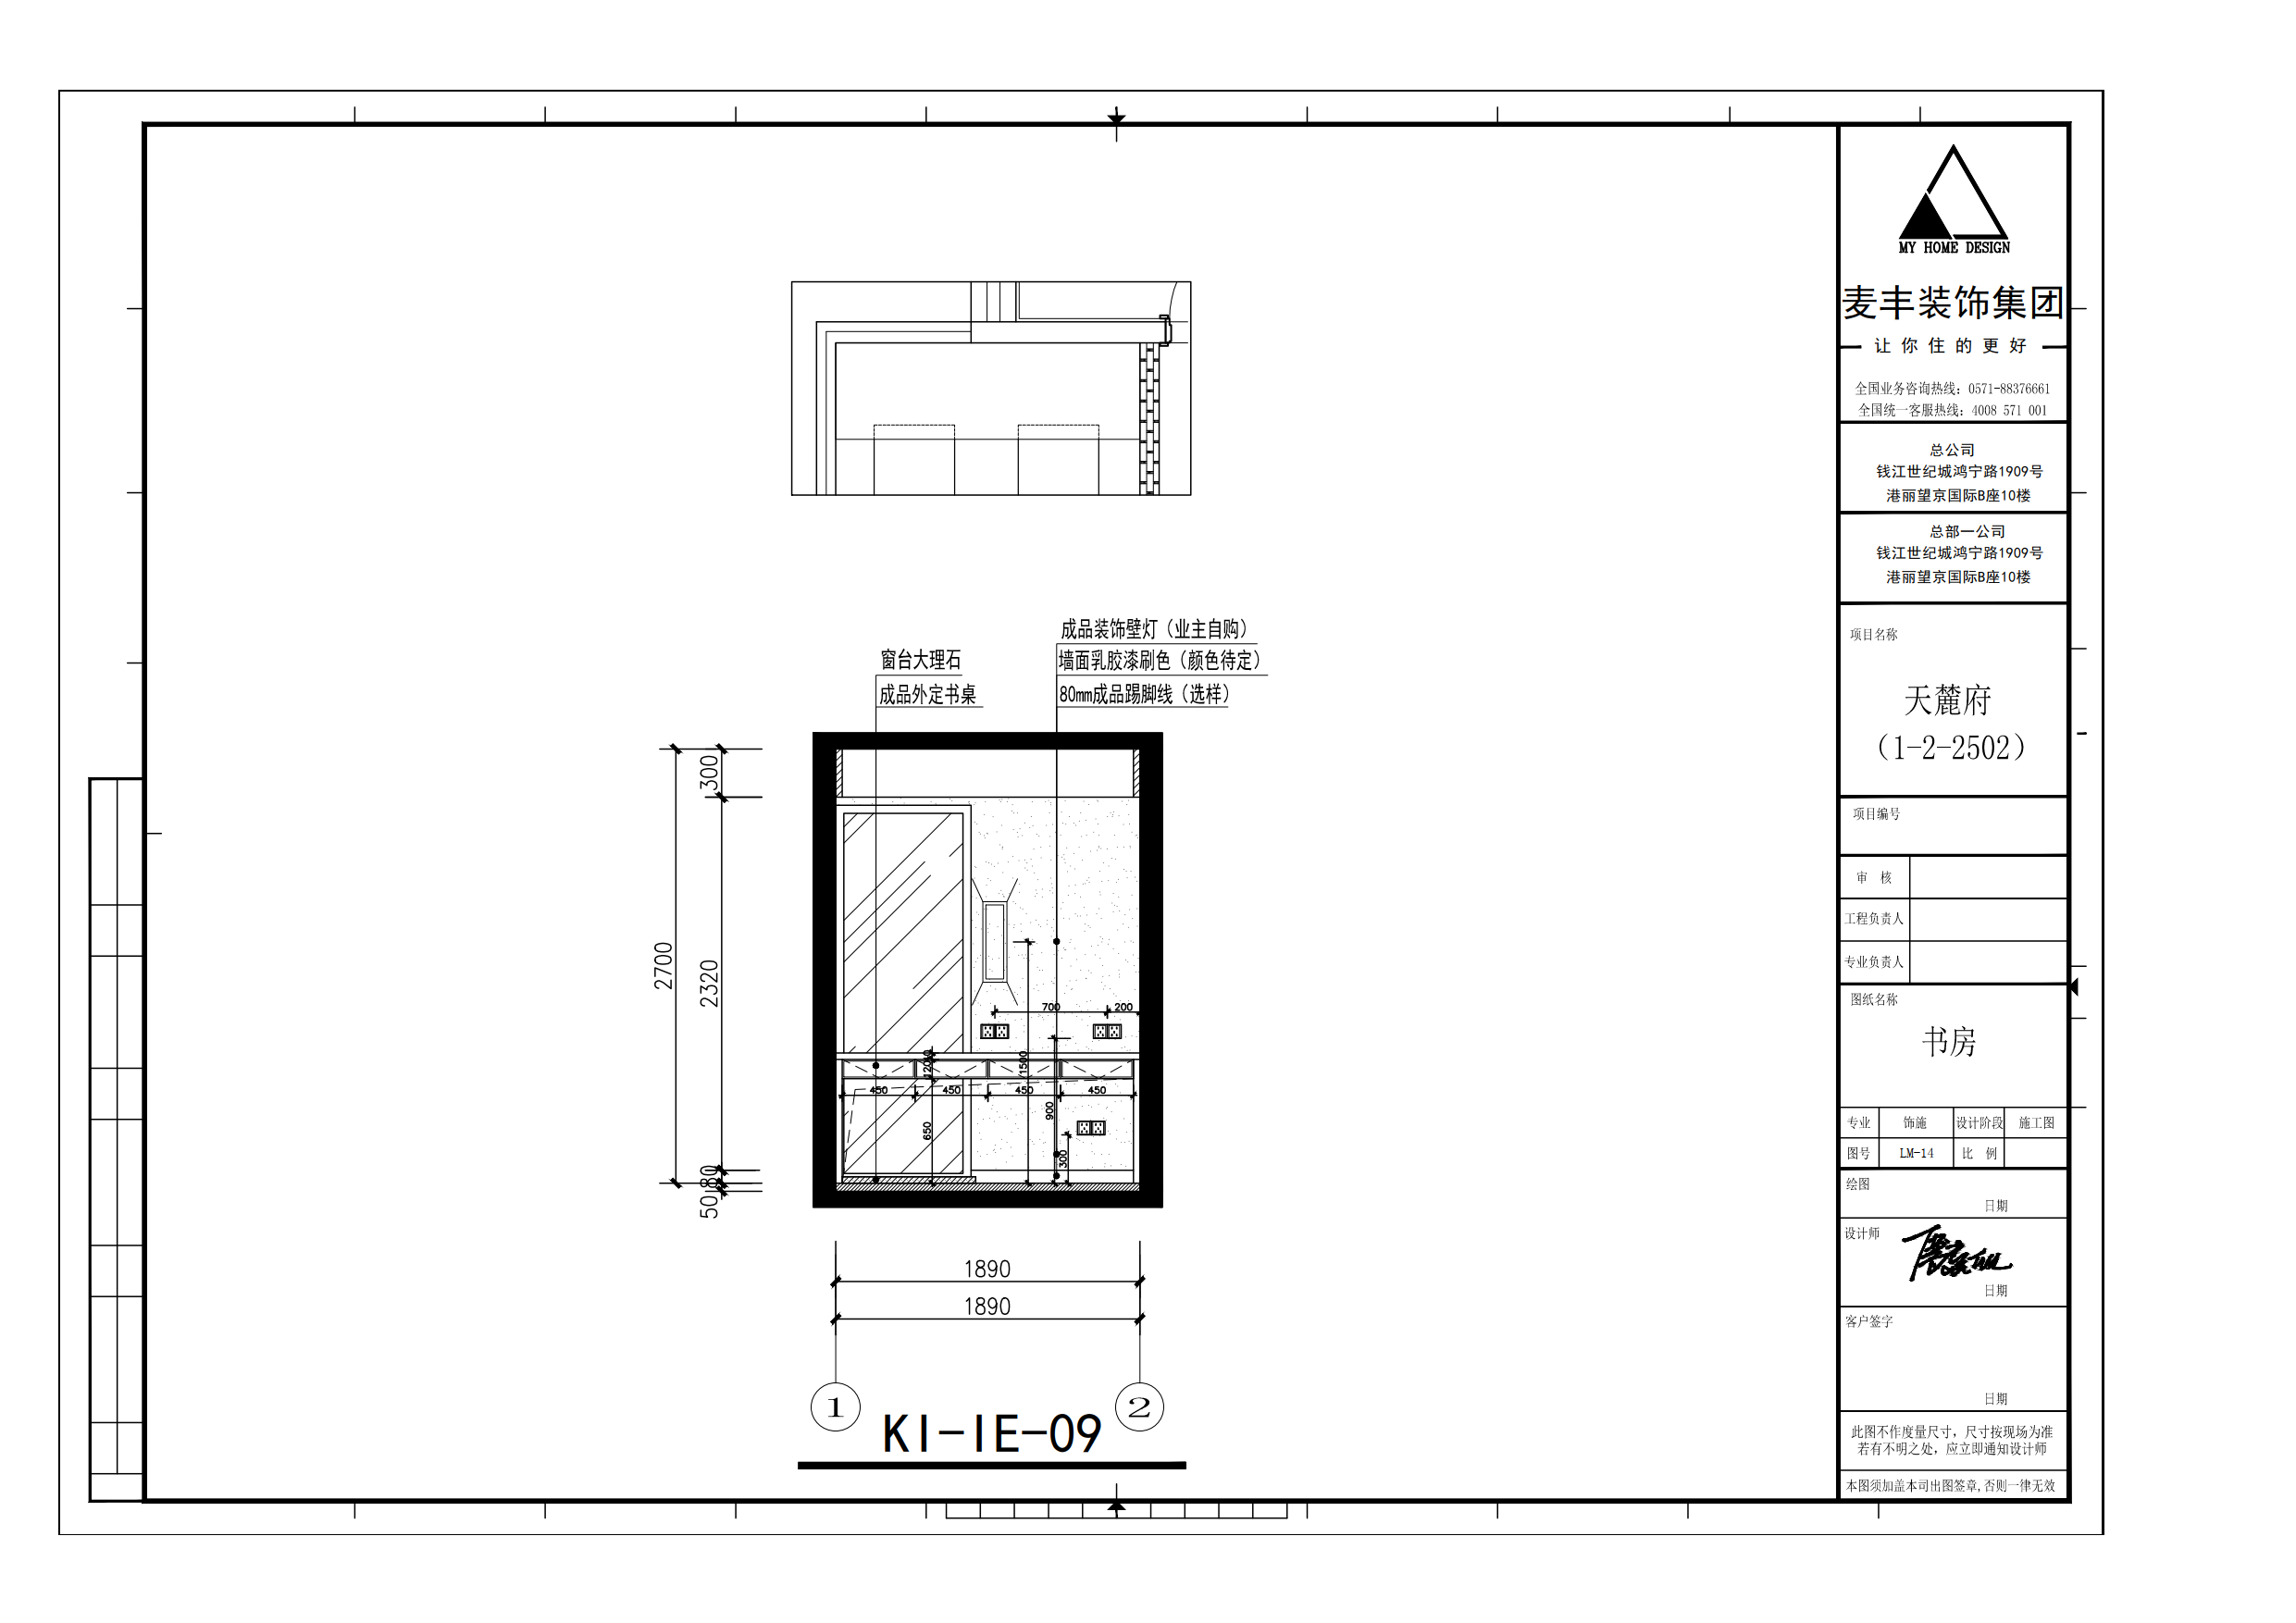 成品装饰壁灯（业主自购）
窗台大理石
墙面乳胶漆刷色（颜色待定）
成品外定书桌
80mm成品踢脚线（选样）
300
2700
2320
80
50
700
200
1500
450
450
450
450
900
650
300
1890
1890
1
2
KI-IE-09
MY HOME DESIGN
麦丰装饰集团
让你住的更好
全国业务咨询热线：0571-88376661
全国统一客服热线：4008 571 001
总公司
钱江世纪城鸿宁路1909号
港丽望京国际B座10楼
总部一公司
钱江世纪城鸿宁路1909号
港丽望京国际B座10楼
项目名称
天麓府
（1-2-2502）
项目编号
审 核
工程负责人
专业负责人
图纸名称
书房
专业 饰施 设计阶段 施工图
图号 LM-14 比 例
绘图
日期
设计师
日期
客户签字
日期
此图不作度量尺寸，尺寸按现场为准
若有不明之处，应立即通知设计师
本图须加盖本司出图签章,否则一律无效